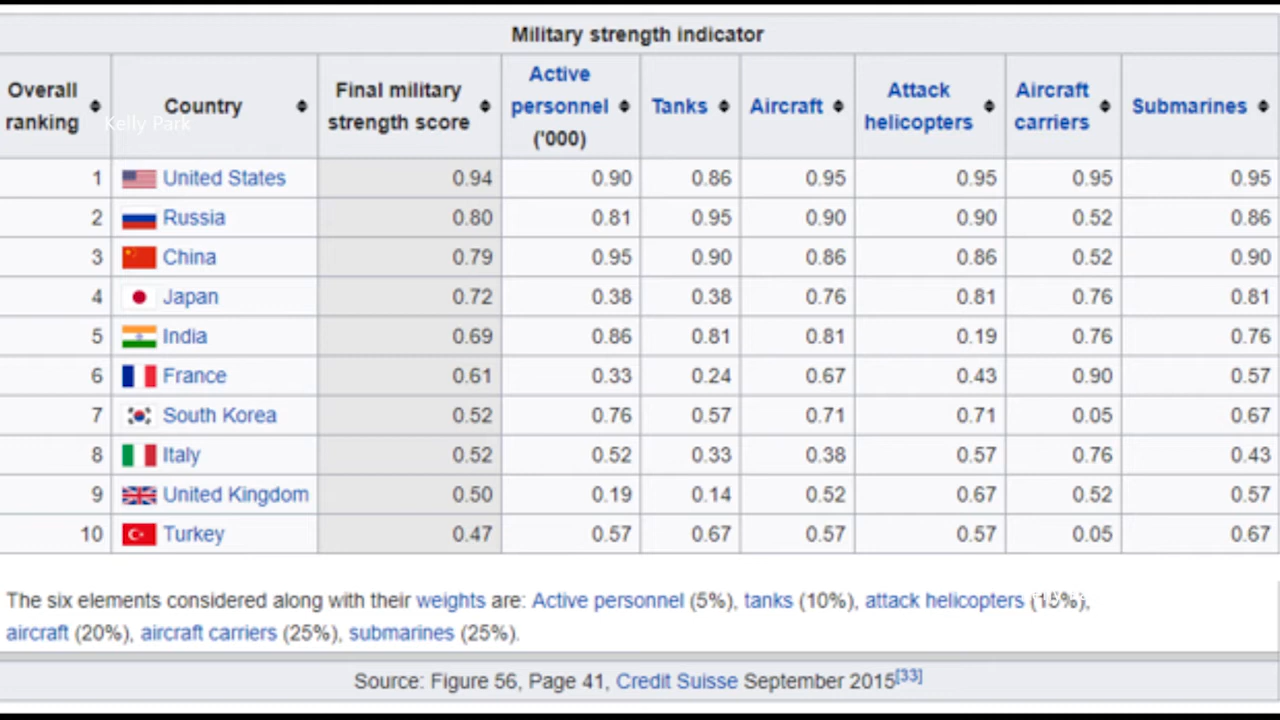 Military strength indicator
Overall ranking Country Final military strength score Active personnel ('000) Tanks Aircraft Attack helicopters Aircraft carriers Submarines
Kelly Park
1 United States 0.94 0.90 0.86 0.95 0.95 0.95 0.95
2 Russia 0.80 0.81 0.95 0.90 0.90 0.52 0.86
3 China 0.79 0.95 0.90 0.86 0.86 0.52 0.90
4 Japan 0.72 0.38 0.38 0.76 0.81 0.76 0.81
5 India 0.69 0.86 0.81 0.81 0.19 0.76 0.76
6 France 0.61 0.33 0.24 0.67 0.43 0.90 0.57
7 South Korea 0.52 0.76 0.57 0.71 0.71 0.05 0.67
8 Italy 0.52 0.52 0.33 0.38 0.57 0.76 0.43
9 United Kingdom 0.50 0.19 0.14 0.52 0.67 0.52 0.57
10 Turkey 0.47 0.57 0.67 0.57 0.57 0.05 0.67
The six elements considered along with their weights are: Active personnel (5%), tanks (10%), attack helicopters (15%),
aircraft (20%), aircraft carriers (25%), submarines (25%).
Source: Figure 56, Page 41, Credit Suisse September 2015[33]